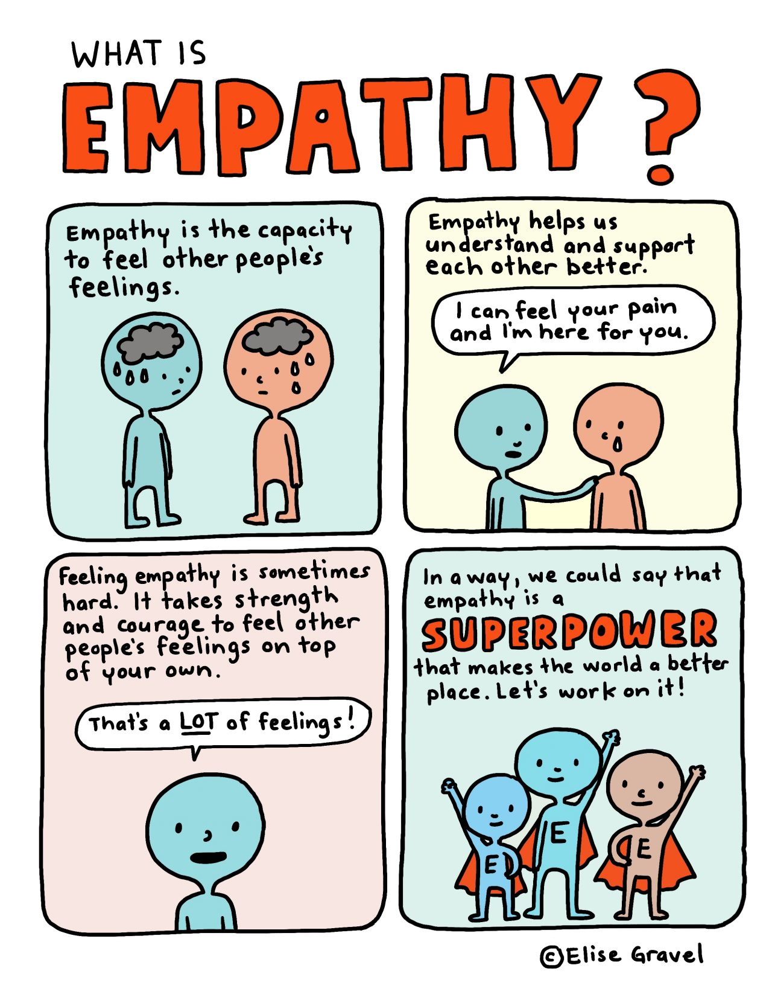 WHAT IS
EMPATHY?
Empathy is the capacity
to feel other people's
feelings.
Empathy helps us
understand and support
each other better.
I can feel your pain
and I'm here for you.
Feeling empathy is sometimes
hard. It takes strength
and courage to feel other
people's feelings on top
of your own.
That's a LOT of feelings!
In a way, we could say that
empathy is a
SUPERPOWER
that makes the world a better
place. Let's work on it!
E
E
E
©Elise Gravel